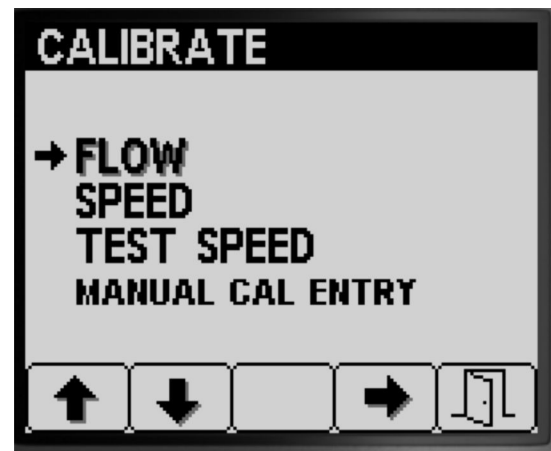 CALIBRATE
FLOW
SPEED
TEST SPEED
MANUAL CAL ENTRY